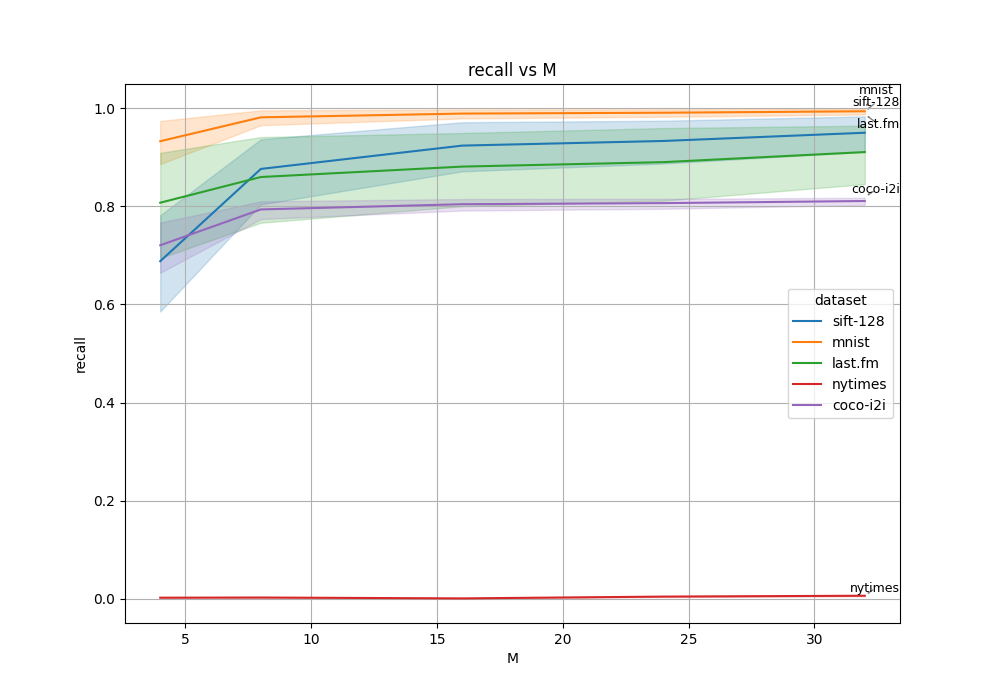 recall vs M
mnist
sift-128
last.fm
coco-i2i
nytimes
1.0
0.8
0.6
0.4
0.2
0.0
recall
dataset
sift-128
mnist
last.fm
nytimes
coco-i2i
5
10
15
20
25
30
M